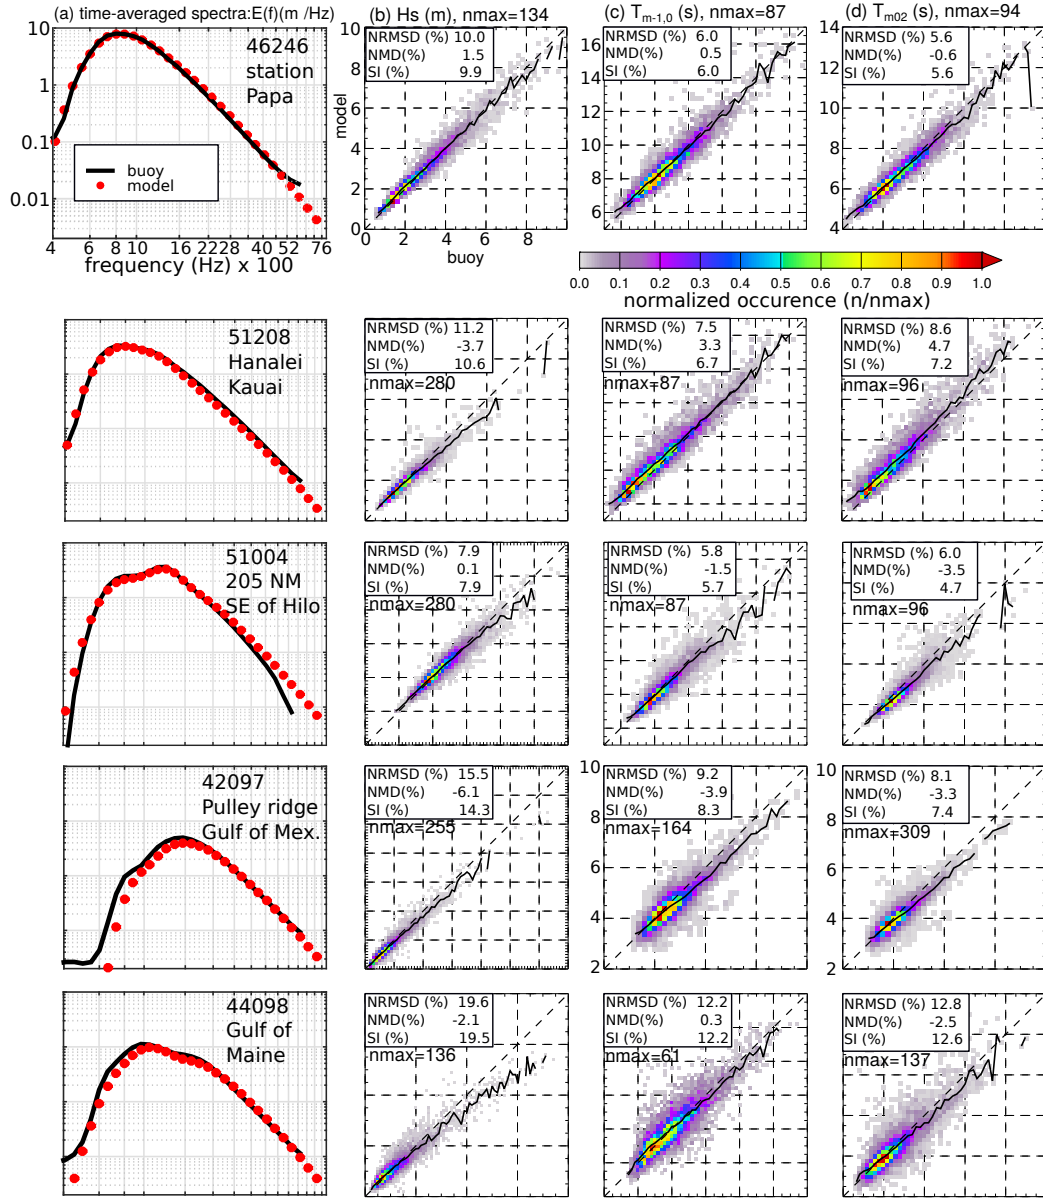 (a) time-averaged spectra:E(f)(m /Hz)
(b) Hs (m), nmax=134
(c) Tm-1,0 (s), nmax=87
(d) Tm02 (s), nmax=94
10
1
0.1
0.01
46246
station
Papa
buoy
model
4 6 8 10 16 2228 40 52 76
frequency (Hz) x 100
10
8
6
4
2
0
model
NRMSD (%) 10.0
NMD(%) 1.5
SI (%) 9.9
0 2 4 6 8 10
buoy
16
14
12
10
8
6
NRMSD (%) 6.0
NMD (%) 0.5
SI (%) 6.0
14
13
10
8
6
4
NRMSD (%) 5.6
NMD (%) -0.6
SI (%) 5.6
0.0 0.1 0.2 0.3 0.4 0.5 0.6 0.7 0.8 0.9 1.0
normalized occurence (n/nmax)
51208
Hanalei
Kauai
NRMSD (%) 11.2
NMD (%) -3.7
SI (%) 10.6
nmax=280
NRMSD (%) 7.5
NMD (%) 3.3
SI (%) 6.7
nmax=87
NRMSD (%) 8.6
NMD (%) 4.7
SI (%) 7.2
nmax=96
51004
205 NM
SE of Hilo
NRMSD (%) 7.9
NMD (%) 0.1
SI (%) 7.9
nmax=280
NRMSD (%) 5.8
NMD (%) -1.5
SI (%) 5.7
nmax=87
NRMSD (%) 6.0
NMD (%) -3.5
SI (%) 4.7
nmax=96
42097
Pulley ridge
Gulf of Mex.
NRMSD (%) 15.5
NMD (%) -6.1
SI (%) 14.3
nmax=255
10
8
6
4
2
NRMSD (%) 9.2
NMD (%) -3.9
SI (%) 8.3
nmax=164
10
8
6
4
2
NRMSD (%) 8.1
NMD (%) -3.3
SI (%) 7.4
nmax=309
44098
Gulf of
Maine
NRMSD (%) 19.6
NMD(%) -2.1
SI (%) 19.5
nmax=136
NRMSD (%) 12.2
NMD (%) 0.3
SI (%) 12.2
nmax=61
NRMSD (%) 12.8
NMD(%) -2.5
SI (%) 12.6
nmax=137